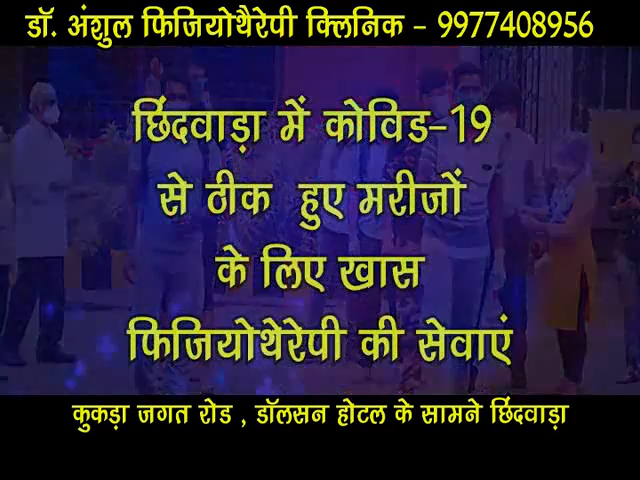 डॉ. अंशुल फिजियोथैरेपी क्लिनिक – 9977408956
छिंदवाड़ा में कोविड–19
से ठीक हुए मरीजों
के लिए खास
फिजियोथेरेपी की सेवाएं
कुकड़ा जगत रोड , डॉलसन होटल के सामने छिंदवाड़ा